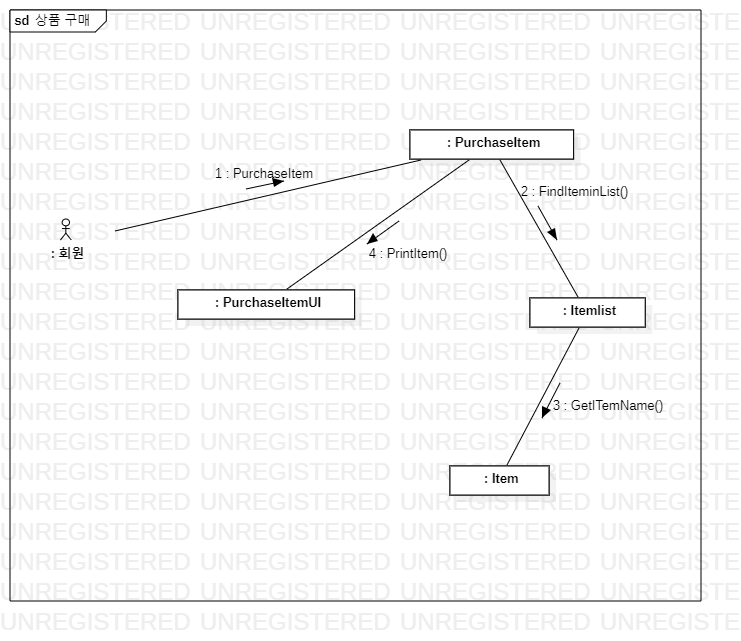 sd 상품 구매
: PurchaseItem
1 : PurchaseItem
2 : FindIteminList()
: 회원
4 : PrintItem()
: PurchaseItemUI
: Itemlist
3 : GetITemName()
: Item
UNREGISTERED